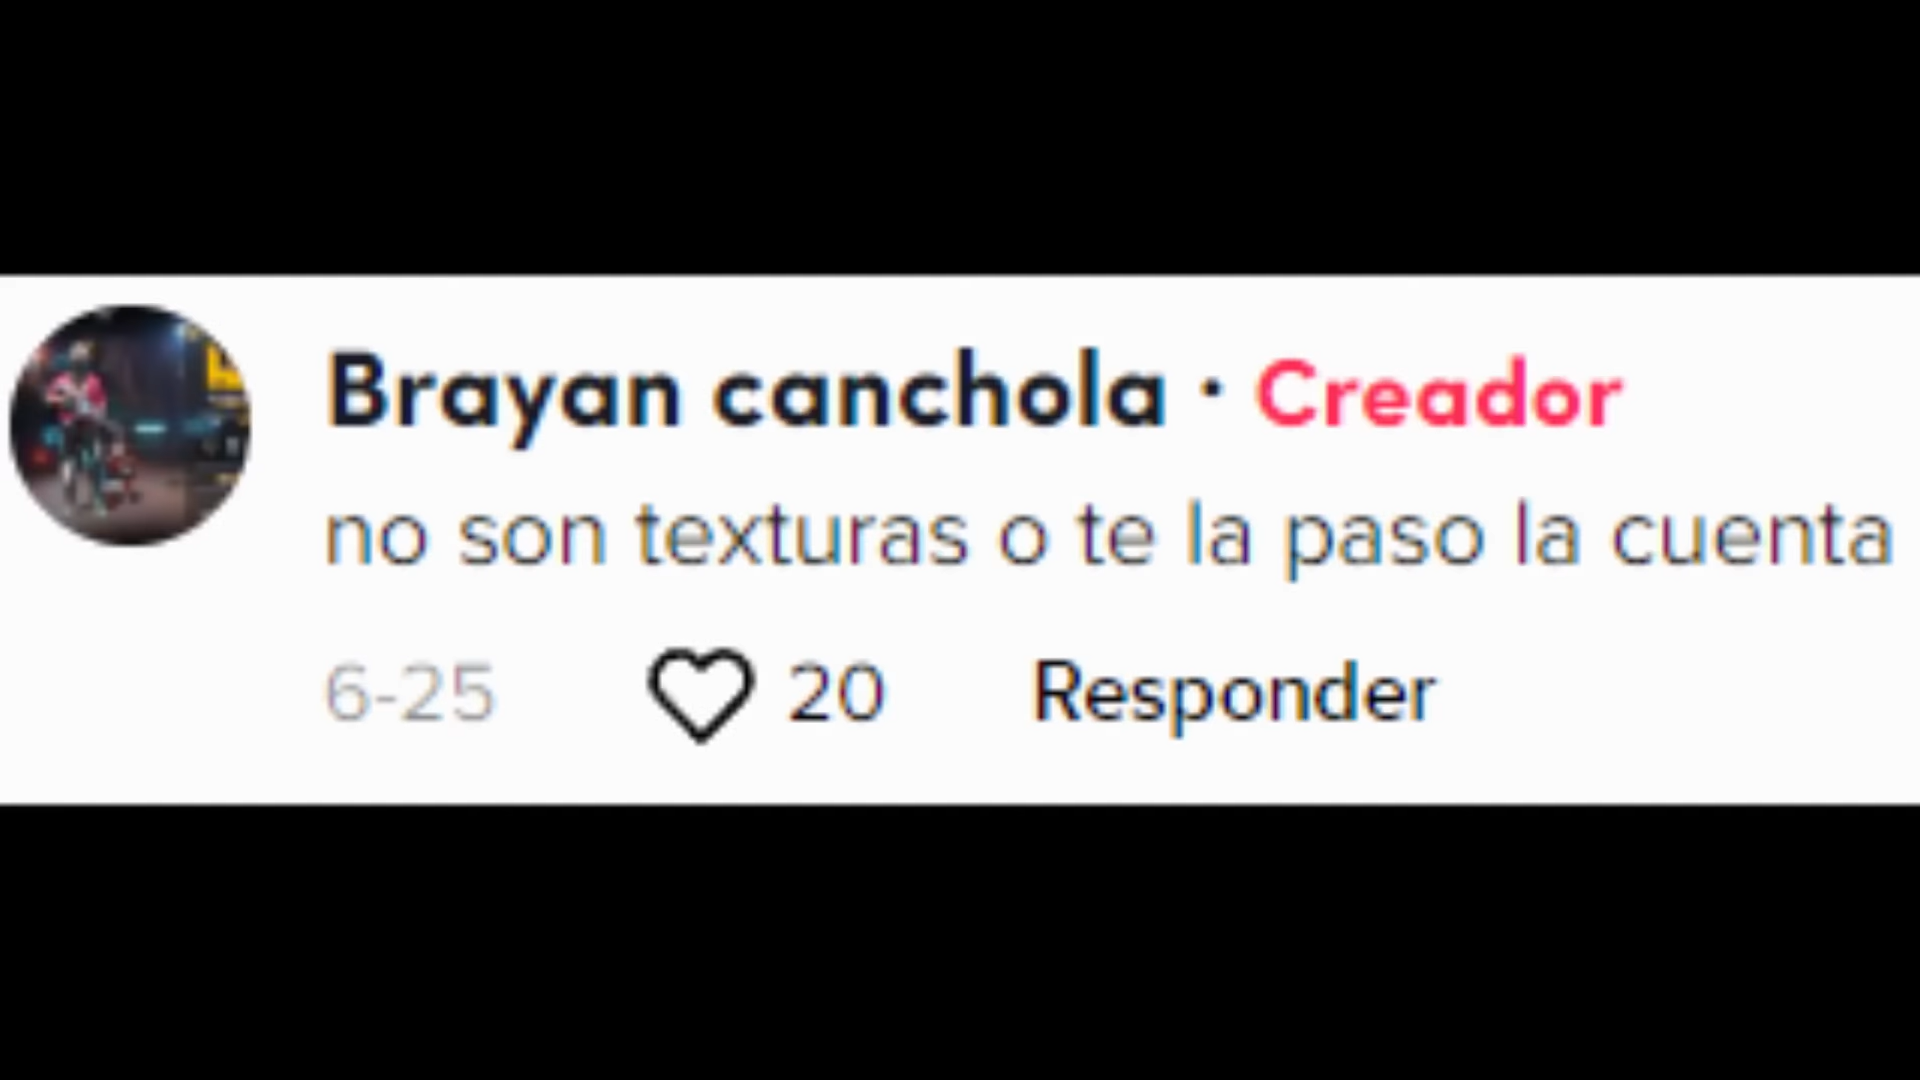 Brayan canchola · Creador
no son texturas o te la paso la cuenta
6-25 20 Responder